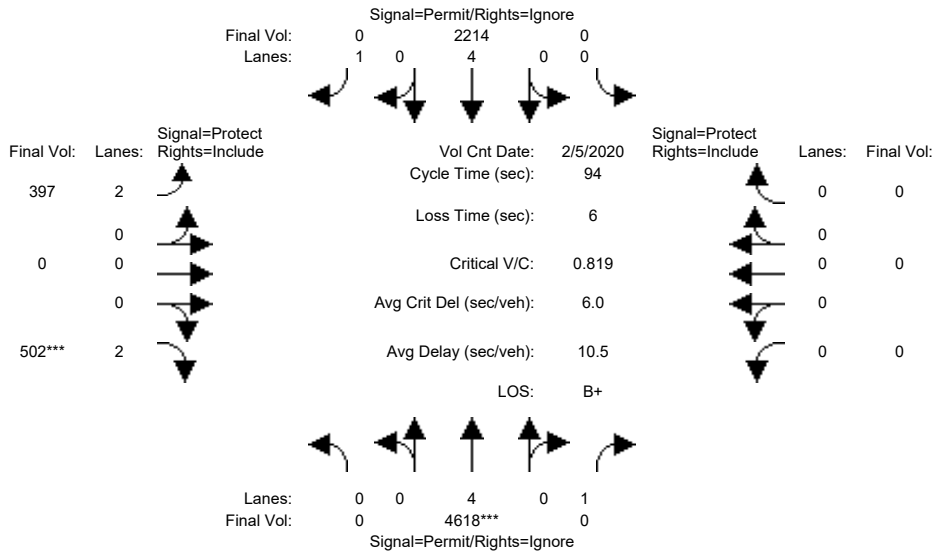 Signal=Permit/Rights=Ignore
Final Vol: 0 2214 0
Lanes: 1 0 4 0 0
Signal=Protect Signal=Protect
Final Vol: Lanes: Rights=Include Vol Cnt Date: 2/5/2020 Rights=Include Lanes: Final Vol:
Cycle Time (sec): 94
397 2 0 0
Loss Time (sec): 6
0 0
0 0 Critical V/C: 0.819 0 0
0 Avg Crit Del (sec/veh): 6.0 0
502*** 2 Avg Delay (sec/veh): 10.5 0 0
LOS: B+
Lanes: 0 0 4 0 1
Final Vol: 0 4618*** 0
Signal=Permit/Rights=Ignore